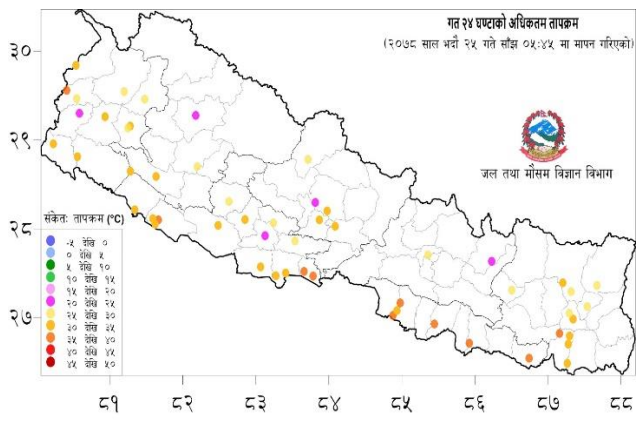 गत २४ घण्टाको अधिकतम तापक्रम
(२०७८ साल भदौ २५ गते साँझ ०५:४५ मा मापन गरिएको)
३०
२९
२८
२७
जल तथा मौसम विज्ञान विभाग
संकेतः तापक्रम (°C)
-५ देखि ०
० देखि ५
५ देखि १०
१० देखि १५
१५ देखि २०
२० देखि २५
२५ देखि ३०
३० देखि ३५
३५ देखि ४०
४० देखि ४५
४५ देखि ५०
८१ ८२ ८३ ८४ ८५ ८६ ८७ ८८